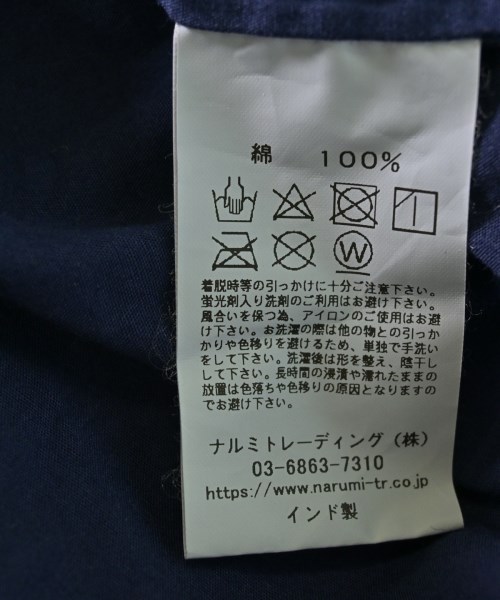 綿 100%
W
着脱時等の引っかけに十分ご注意下さい。
蛍光剤入り洗剤のご利用はお避け下さい。
風合いを保つ為、アイロンのご使用はお避
け下さい。お洗濯の際は他の物との引っか
かりや色移りを避けるため、単独で手洗い
をして下さい。洗濯後は形を整え、陰干し
して下さい。長時間の浸漬や濡れたままの
放置は色落ちや色移りの原因となりますの
でお避け下さい。
ナルミトレーディング(株)
03-6863-7310
https://www.narumi-tr.co.jp
インド製